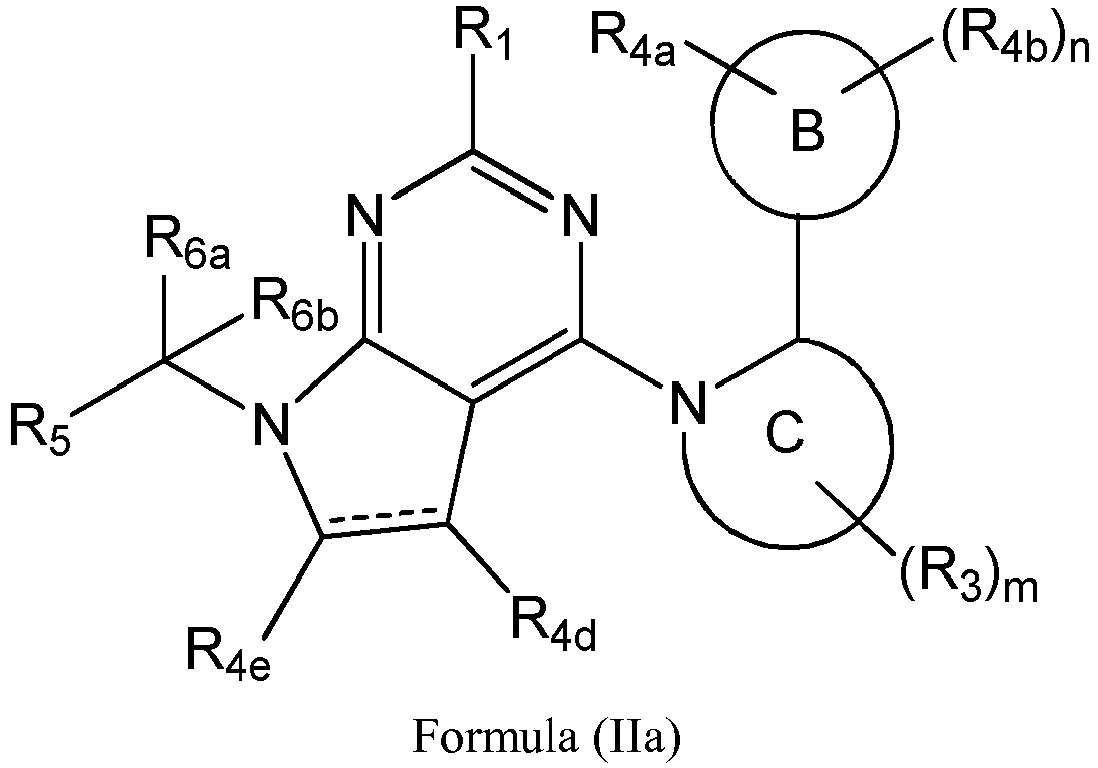 R1
R4a
(R4b)n
B
N
N
R6a
R6b
R5
N
N
C
(R3)m
R4d
R4e
Formula (IIa)